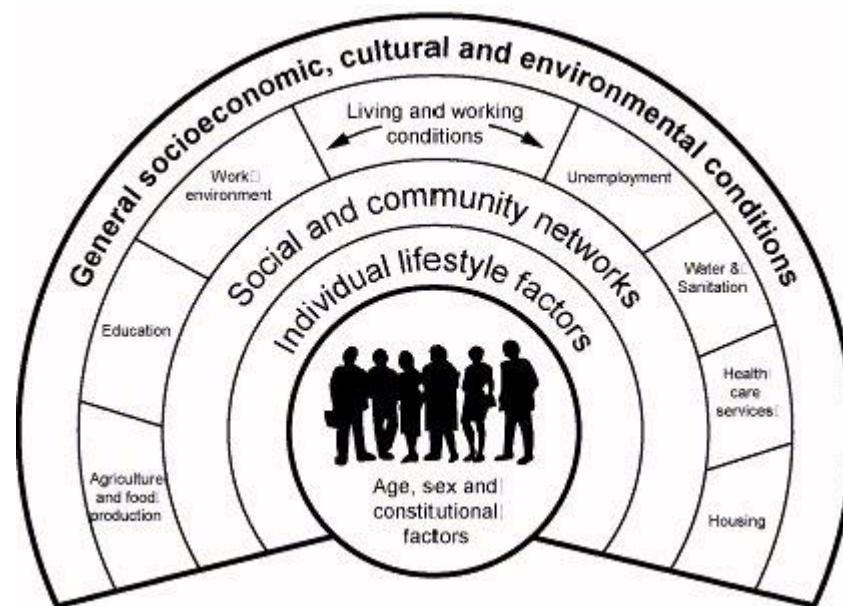 General socioeconomic, cultural and environmental conditions
Living and working
conditions
Work
environment
Unemployment
Education
Water &
Sanitation
Agriculture
and food
production
Health
care
services
Housing
Social and community networks
Individual lifestyle factors
Age, sex and
constitutional
factors